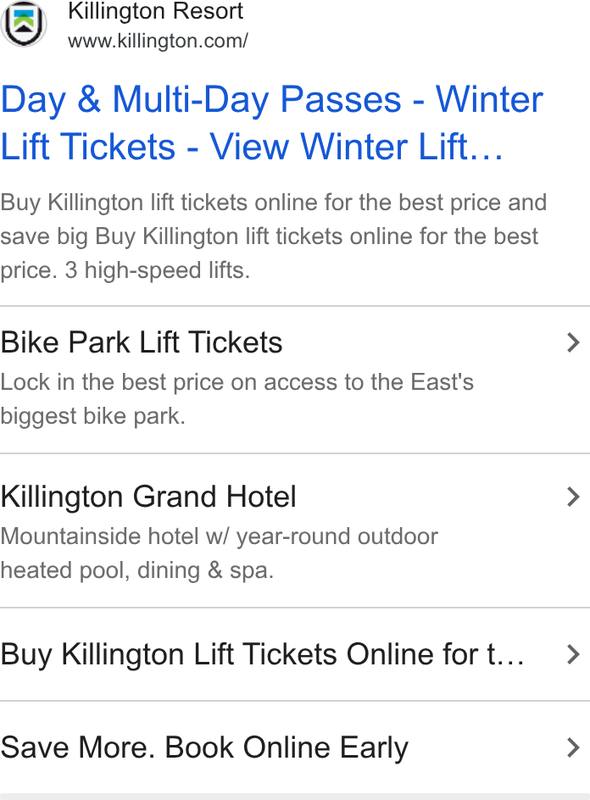 Killington Resort
www.killington.com/
Day & Multi-Day Passes - Winter
Lift Tickets - View Winter Lift…
Buy Killington lift tickets online for the best price and
save big Buy Killington lift tickets online for the best
price. 3 high-speed lifts.
Bike Park Lift Tickets
Lock in the best price on access to the East's
biggest bike park.
Killington Grand Hotel
Mountainside hotel w/ year-round outdoor
heated pool, dining & spa.
Buy Killington Lift Tickets Online for t…
Save More. Book Online Early